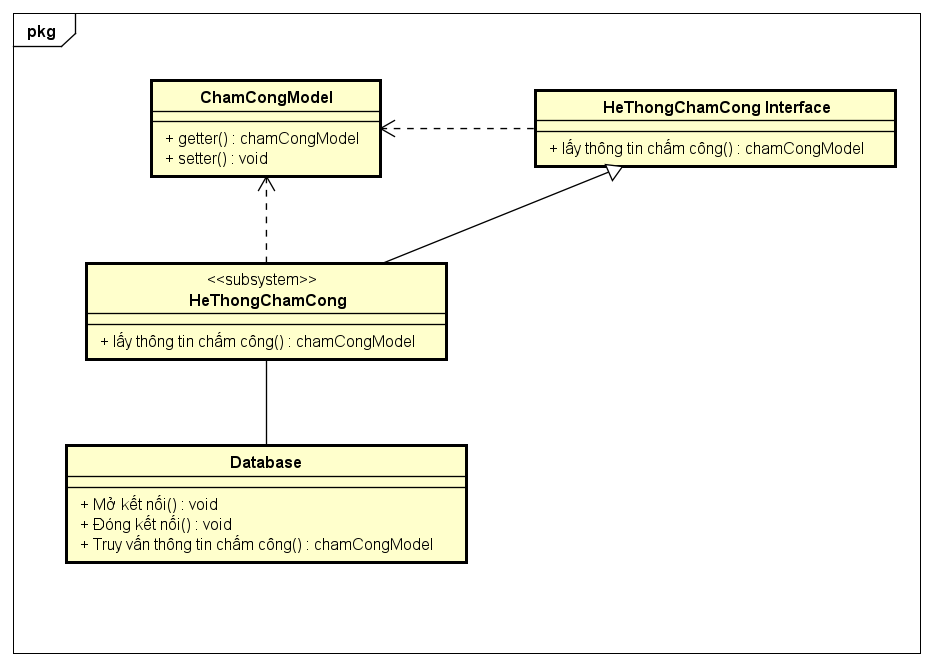 pkg
ChamCongModel
+ getter() : chamCongModel
+ setter() : void
HeThongChamCong Interface
+ lấy thông tin chấm công() : chamCongModel
<<subsystem>>
HeThongChamCong
+ lấy thông tin chấm công() : chamCongModel
Database
+ Mở kết nối() : void
+ Đóng kết nối() : void
+ Truy vấn thông tin chấm công() : chamCongModel